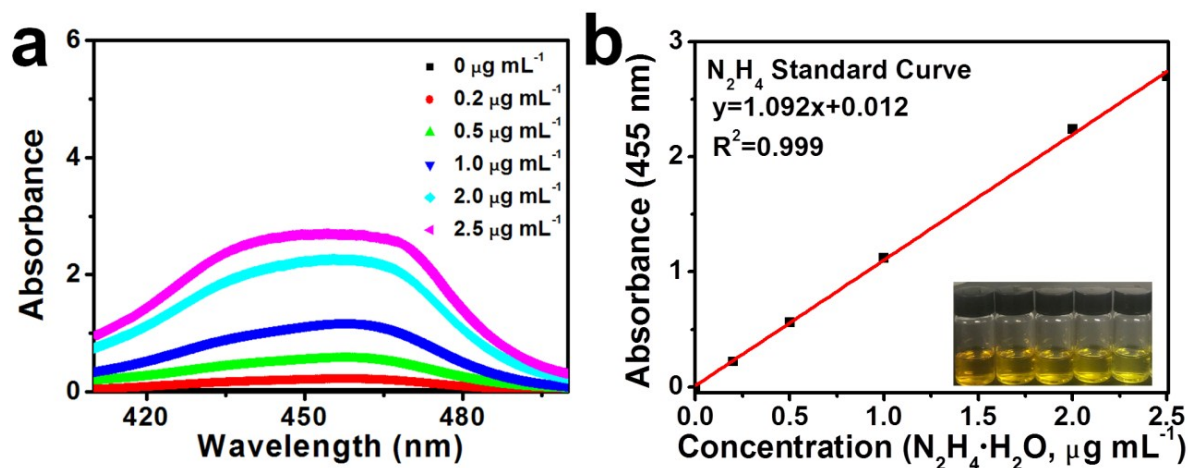 a
6
4
2
0
Absorbance
420 450 480
Wavelength (nm)
0 μg mL⁻¹
0.2 μg mL⁻¹
0.5 μg mL⁻¹
1.0 μg mL⁻¹
2.0 μg mL⁻¹
2.5 μg mL⁻¹
b
3
2
1
0
Absorbance (455 nm)
N₂H₄ Standard Curve
y=1.092x+0.012
R²=0.999
0.0 0.5 1.0 1.5 2.0 2.5
Concentration (N₂H₄·H₂O, μg mL⁻¹)